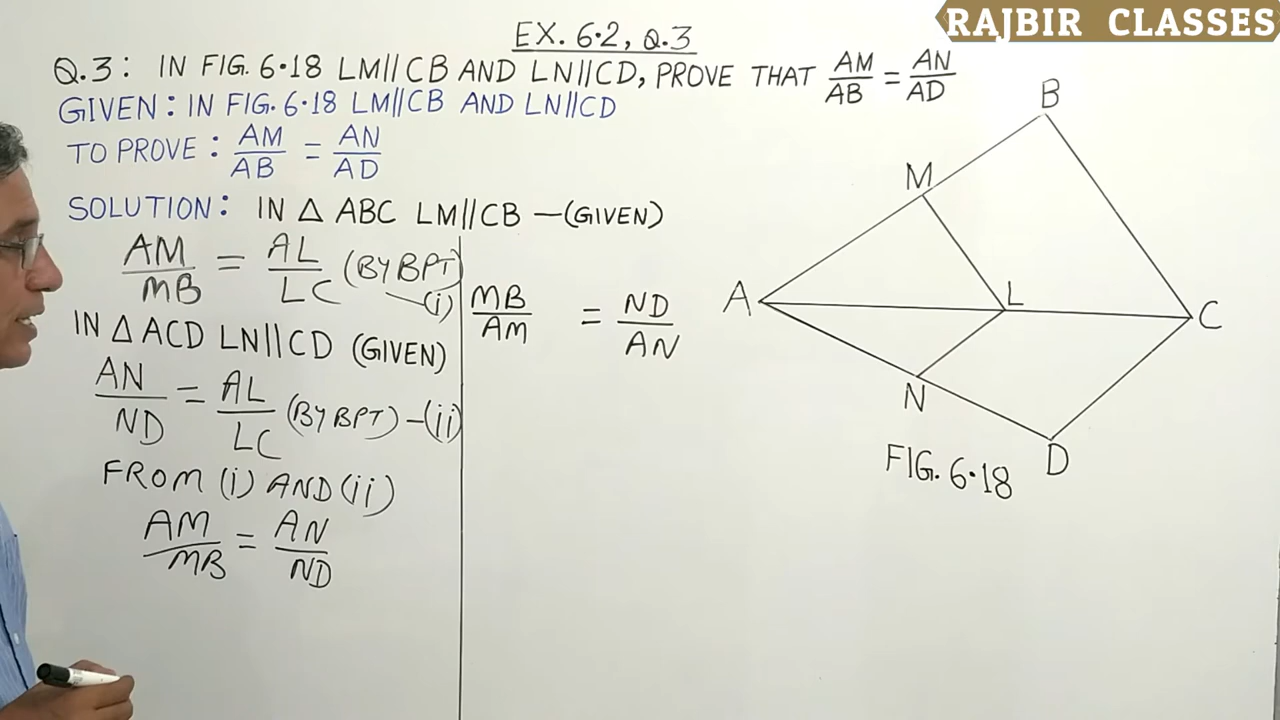 RAJBIR CLASSES
EX. 6.2, Q.3
Q.3: IN FIG. 6.18 LM||CB AND LN||CD, PROVE THAT AM/AB = AN/AD
GIVEN: IN FIG. 6.18 LM||CB AND LN||CD
TO PROVE: AM/AB = AN/AD
SOLUTION: IN △ ABC LM||CB —(GIVEN)
AM/MB = AL/LC (BY BPT) —(i)
IN △ ACD LN||CD (GIVEN)
AN/ND = AL/LC (BY BPT) —(ii)
FROM (i) AND (ii)
AM/MB = AN/ND
MB/AM = ND/AN
B
M
A
L
C
N
D
FIG. 6.18